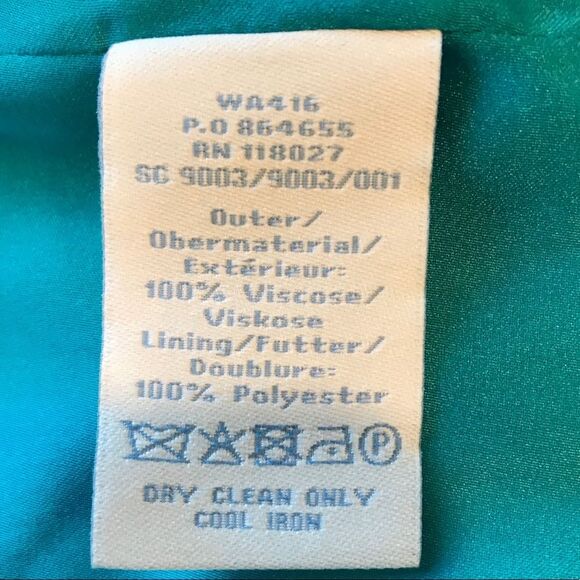 WA416
P.O 864655
RN 118027
SC 9003/9003/001
Outer/
Obermaterial/
Extérieur:
100% Viscose/
Viskose
Lining/Futter/
Doublure:
100% Polyester
P
DRY CLEAN ONLY
COOL IRON